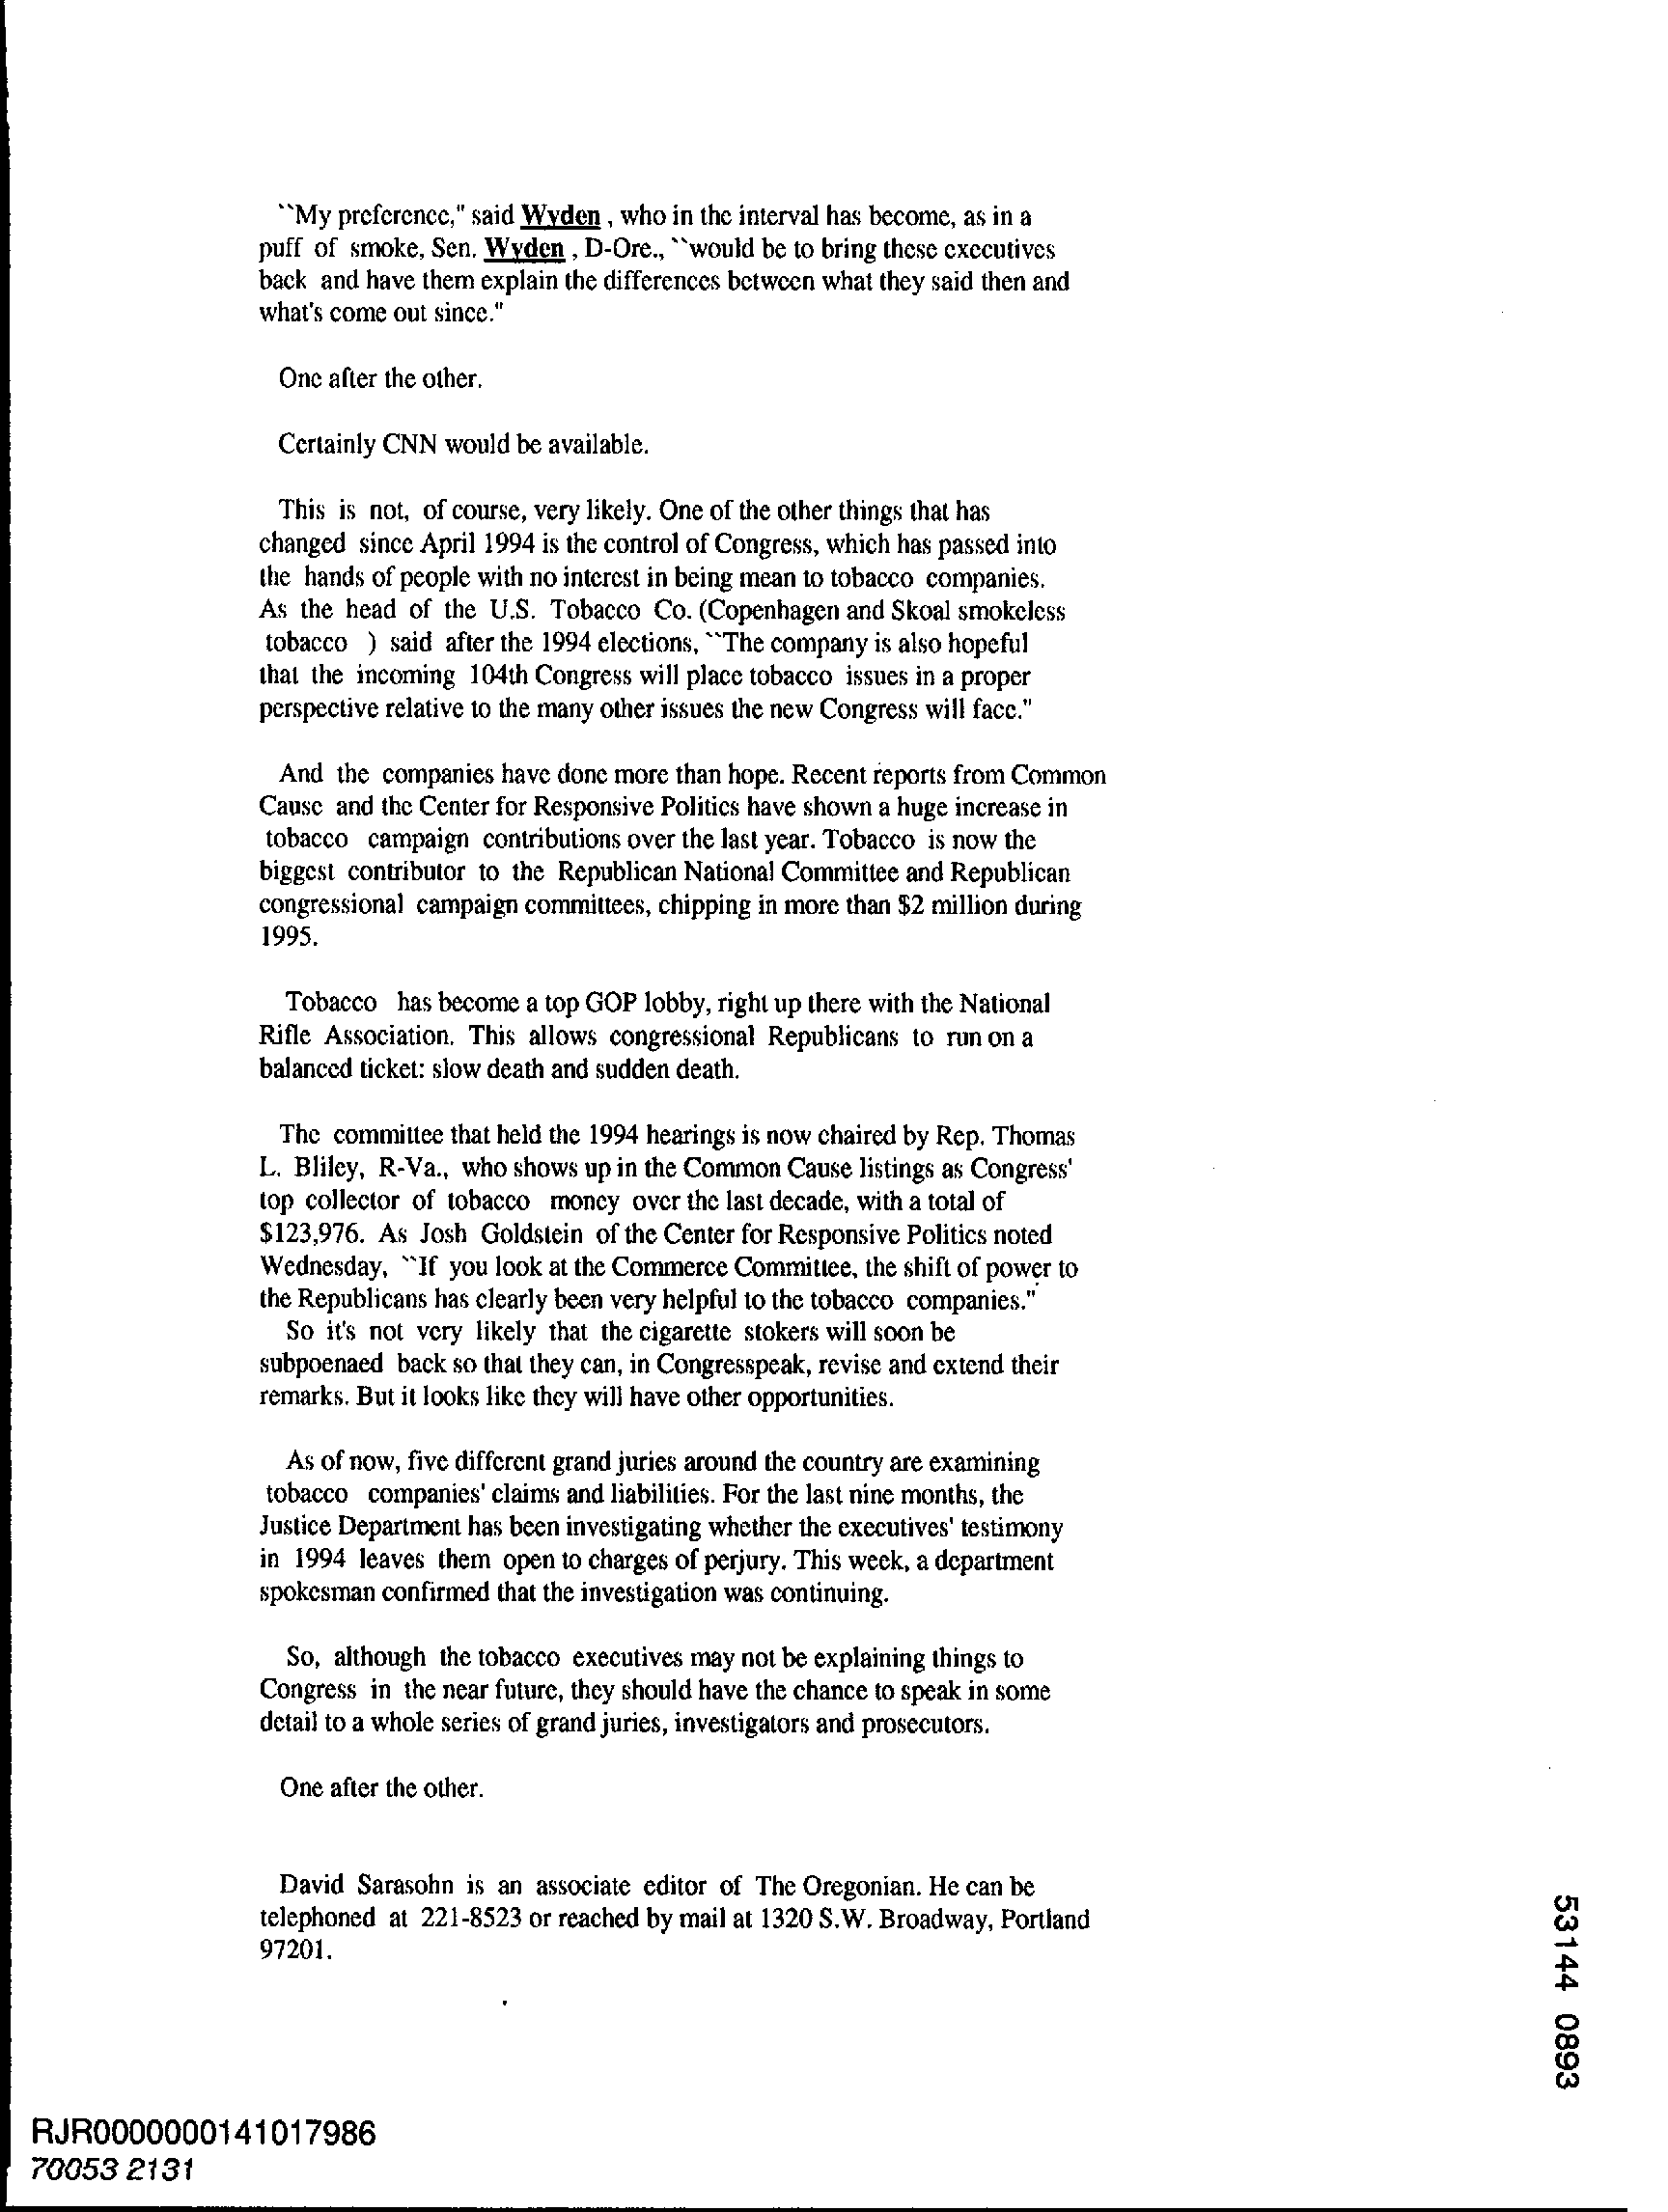 ``My preference," said Wyden , who in the interval has become, as in a
puff of smoke, Sen. Wyden , D-Ore., ``would be to bring these executives
back and have them explain the differences between what they said then and
what's come out since."
One after the other.
Certainly CNN would be available.
This is not, of course, very likely. One of the other things that has
changed since April 1994 is the control of Congress, which has passed into
the hands of people with no interest in being mean to tobacco companies.
As the head of the U.S. Tobacco Co. (Copenhagen and Skoal smokeless
tobacco ) said after the 1994 elections, ``The company is also hopeful
that the incoming 104th Congress will place tobacco issues in a proper
perspective relative to the many other issues the new Congress will face."
And the companies have done more than hope. Recent reports from Common
Cause and the Center for Responsive Politics have shown a huge increase in
tobacco campaign contributions over the last year. Tobacco is now the
biggest contributor to the Republican National Committee and Republican
congressional campaign committees, chipping in more than $2 million during
1995.
Tobacco has become a top GOP lobby, right up there with the National
Rifle Association. This allows congressional Republicans to run on a
balanced ticket: slow death and sudden death.
The committee that held the 1994 hearings is now chaired by Rep. Thomas
L. Bliley, R-Va., who shows up in the Common Cause listings as Congress'
top collector of tobacco money over the last decade, with a total of
$123,976. As Josh Goldstein of the Center for Responsive Politics noted
Wednesday, ``If you look at the Commerce Committee, the shift of power to
the Republicans has clearly been very helpful to the tobacco companies."
So it's not very likely that the cigarette stokers will soon be
subpoenaed back so that they can, in Congresspeak, revise and extend their
remarks. But it looks like they will have other opportunities.
As of now, five different grand juries around the country are examining
tobacco companies' claims and liabilities. For the last nine months, the
Justice Department has been investigating whether the executives' testimony
in 1994 leaves them open to charges of perjury. This week, a department
spokesman confirmed that the investigation was continuing.
So, although the tobacco executives may not be explaining things to
Congress in the near future, they should have the chance to speak in some
detail to a whole series of grand juries, investigators and prosecutors.
One after the other.
David Sarasohn is an associate editor of The Oregonian. He can be
telephoned at 221-8523 or reached by mail at 1320 S.W. Broadway, Portland
97201.
53144 0893
RJR0000000141017986
70053 2131